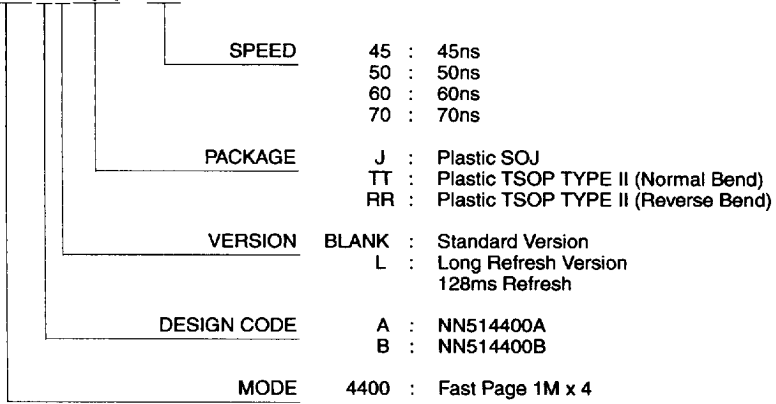 SPEED 45 : 45ns
50 : 50ns
60 : 60ns
70 : 70ns
PACKAGE J : Plastic SOJ
TT : Plastic TSOP TYPE II (Normal Bend)
RR : Plastic TSOP TYPE II (Reverse Bend)
VERSION BLANK : Standard Version
L : Long Refresh Version
128ms Refresh
DESIGN CODE A : NN514400A
B : NN514400B
MODE 4400 : Fast Page 1M x 4